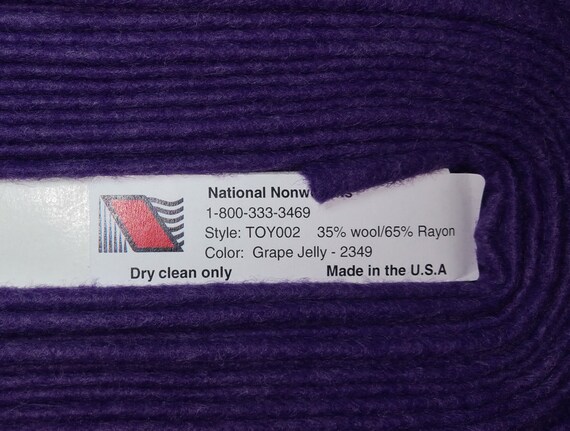 National
1-800-333-3469
Style: TOY002 35% wool/65% Rayon
Color: Grape Jelly - 2349
Dry clean only Made in the U.S.A